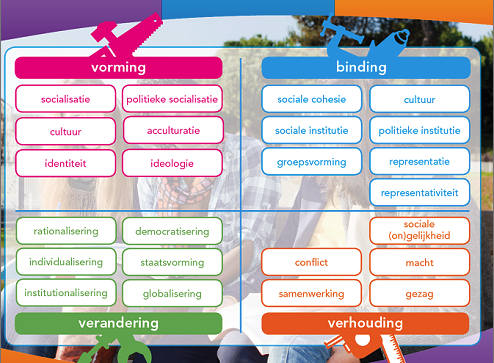 vorming
socialisatie
politieke socialisatie
cultuur
acculturatie
identiteit
ideologie
binding
sociale cohesie
cultuur
sociale institutie
politieke institutie
groepsvorming
representatie
representativiteit
rationalisering
democratisering
individualisering
staatsvorming
institutionalisering
globalisering
verandering
sociale
(on)gelijkheid
conflict
macht
samenwerking
gezag
verhouding